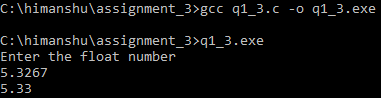 C:\himanshu\assignment_3>gcc q1_3.c -o q1_3.exe
C:\himanshu\assignment_3>q1_3.exe
Enter the float number
5.3267
5.33